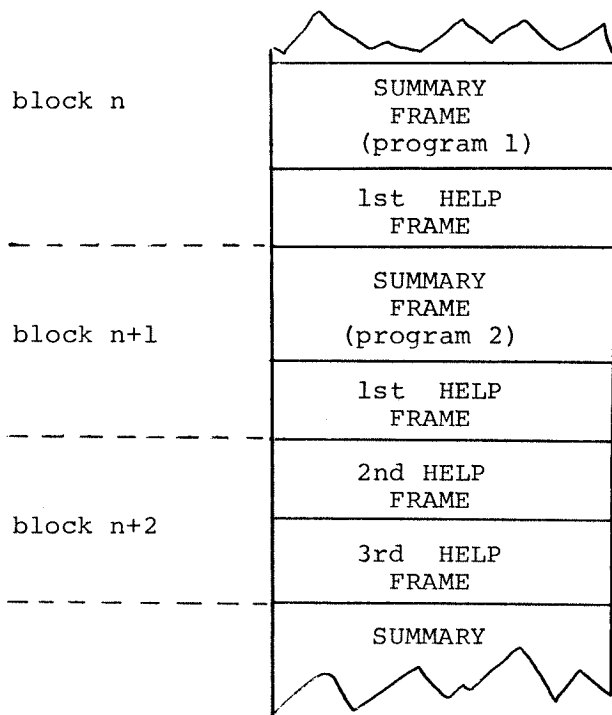 block n
SUMMARY
FRAME
(program 1)
1st HELP
FRAME
block n+1
SUMMARY
FRAME
(program 2)
1st HELP
FRAME
block n+2
2nd HELP
FRAME
3rd HELP
FRAME
SUMMARY